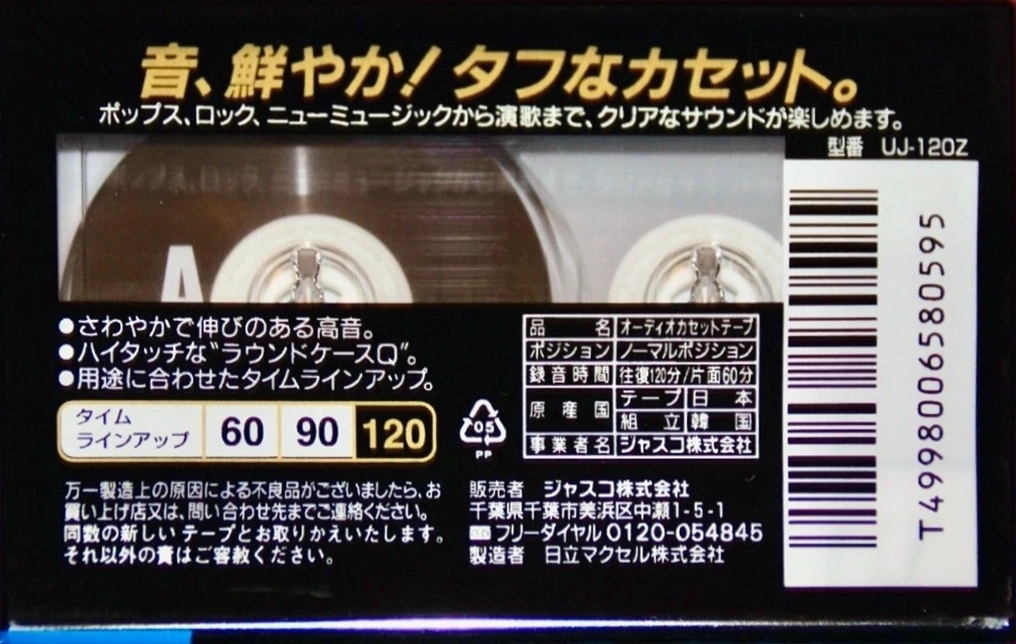 音、鮮やか！タフなカセット。
ポップス、ロック、ニューミュージックから演歌まで、クリアなサウンドが楽しめます。
型番 UJ-120Z
A
●さわやかで伸びのある高音。
●ハイタッチな"ラウンドケースQ"。
●用途に合わせたタイムラインアップ。
タイム
ラインアップ
60 90 120
05
PP
品名 オーディオカセットテープ
ポジション ノーマルポジション
録音時間 往復120分/片面60分
原産国 テープ 日本
組立 韓国
事業者名 ジャスコ株式会社
万一製造上の原因による不良品がございましたら、お
買い上げ店又は、問い合わせ先までご連絡ください。
同数の新しいテープとお取りかえいたします。
それ以外の責はご容赦ください。
販売者 ジャスコ株式会社
千葉県千葉市美浜区中瀬1-5-1
フリーダイヤル 0120-054845
製造者 日立マクセル株式会社
T4998006580595